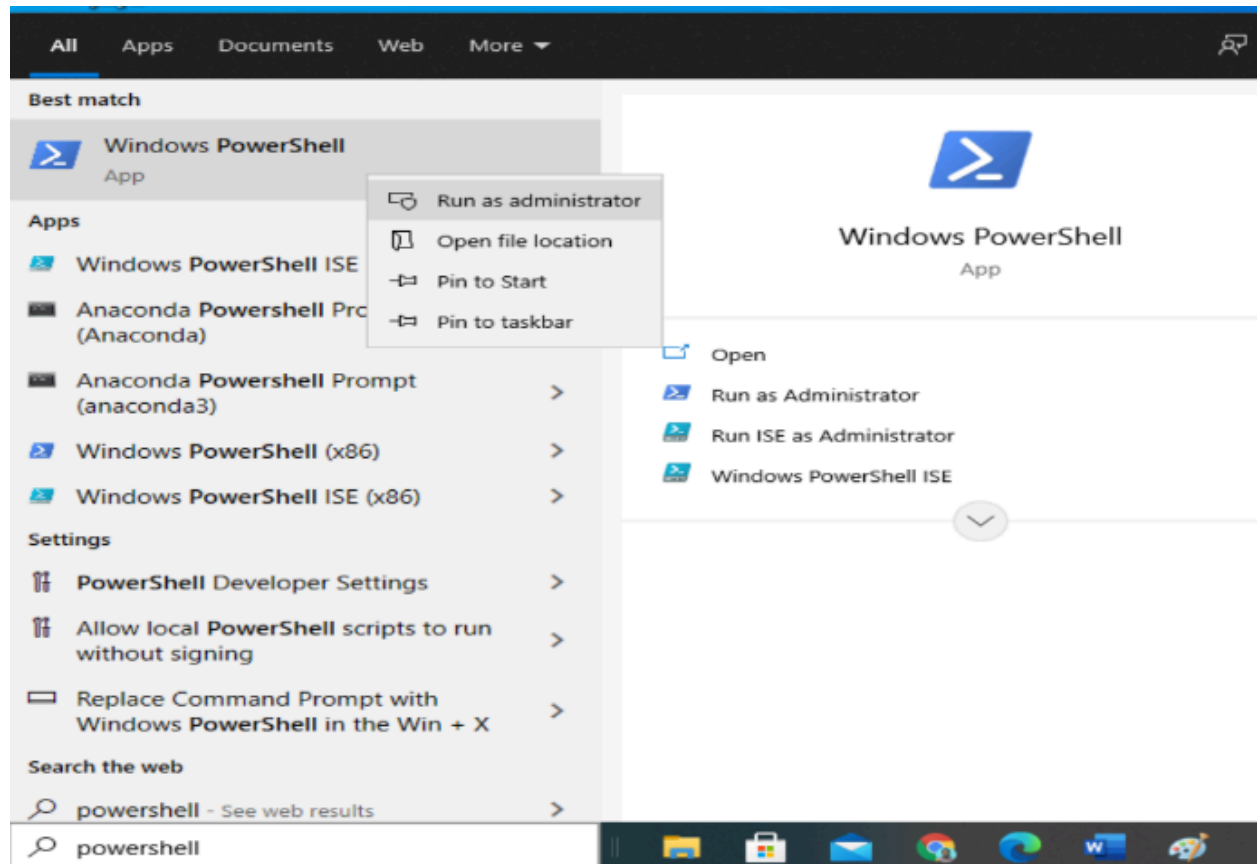 All Apps Documents Web More
Best match
Windows PowerShell
App
Run as administrator
Open file location
Pin to Start
Pin to taskbar
Apps
Windows PowerShell ISE
Anaconda Powershell Prc
(Anaconda)
Anaconda Powershell Prompt
(anaconda3)
Windows PowerShell (x86)
Windows PowerShell ISE (x86)
Settings
PowerShell Developer Settings
Allow local PowerShell scripts to run
without signing
Replace Command Prompt with
Windows PowerShell in the Win + X
Search the web
powershell - See web results
powershell
Windows PowerShell
App
Open
Run as Administrator
Run ISE as Administrator
Windows PowerShell ISE